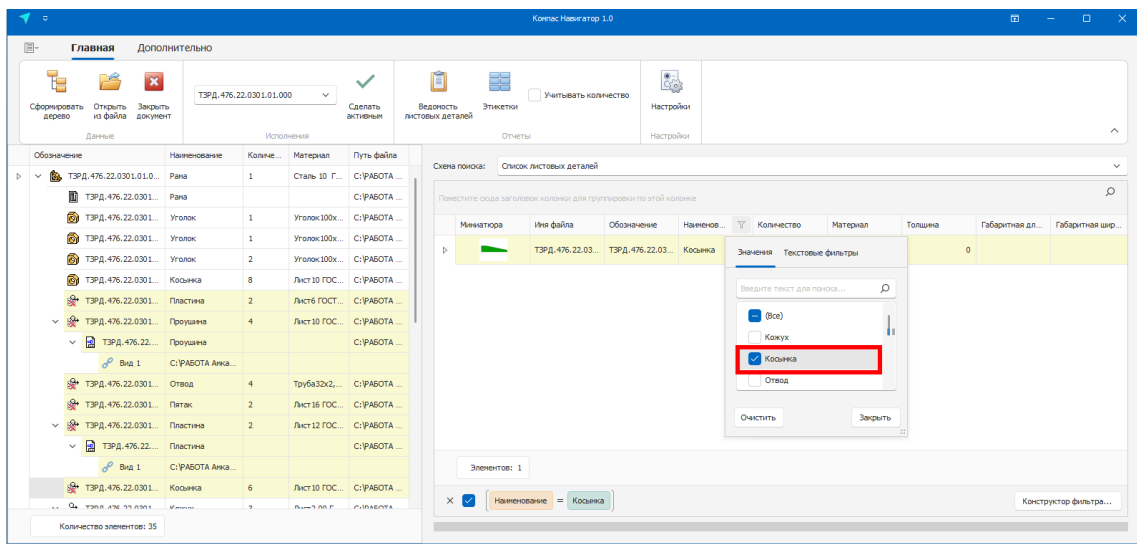 Компас Навигатор 1.0
Главная Дополнительно
Сформировать дерево
Открыть из файла
Закрыть документ
Данные
ТЗРД.476.22.0301.01.000
Сделать активным
Исполнения
Ведомость листовых деталей
Этикетки
Учитывать количество
Отчеты
Настройки
Настройки
Обозначение Наименование Количе... Материал Путь файла
ТЗРД.476.22.0301.01.0... Рама 1 Сталь 10 Г... C:\РАБОТА ...
ТЗРД.476.22.0301... Рама C:\РАБОТА ...
ТЗРД.476.22.0301... Уголок 1 Уголок100x... C:\РАБОТА ...
ТЗРД.476.22.0301... Уголок 1 Уголок100x... C:\РАБОТА ...
ТЗРД.476.22.0301... Уголок 2 Уголок100x... C:\РАБОТА ...
ТЗРД.476.22.0301... Косынка 8 Лист10 ГОС... C:\РАБОТА ...
ТЗРД.476.22.0301... Пластина 2 Лист6 ГОСТ... C:\РАБОТА ...
ТЗРД.476.22.0301... Проушина 4 Лист10 ГОС... C:\РАБОТА ...
ТЗРД.476.22.... Проушина C:\РАБОТА ...
Вид 1 C:\РАБОТА Амка...
ТЗРД.476.22.0301... Отвод 4 Труба32x2,... C:\РАБОТА ...
ТЗРД.476.22.0301... Пятак 2 Лист16 ГОС... C:\РАБОТА ...
ТЗРД.476.22.0301... Пластина 2 Лист12 ГОС... C:\РАБОТА ...
ТЗРД.476.22.... Пластина C:\РАБОТА ...
Вид 1 C:\РАБОТА Амка...
ТЗРД.476.22.0301... Косынка 6 Лист10 ГОС... C:\РАБОТА ...
Количество элементов: 35
Схема поиска: Список листовых деталей
Поместите сюда заголовок колонки для группировки по этой колонке
Миниатюра Имя файла Обозначение Наименов... Количество Материал Толщина Габаритная дл... Габаритная шир...
ТЗРД.476.22.03... ТЗРД.476.22.03... Косынка 0
Значения Текстовые фильтры
Введите текст для поиска...
(Все)
Кожух
Косынка
Отвод
Очистить Закрыть
Элементов: 1
Наименование = Косынка
Конструктор фильтра...